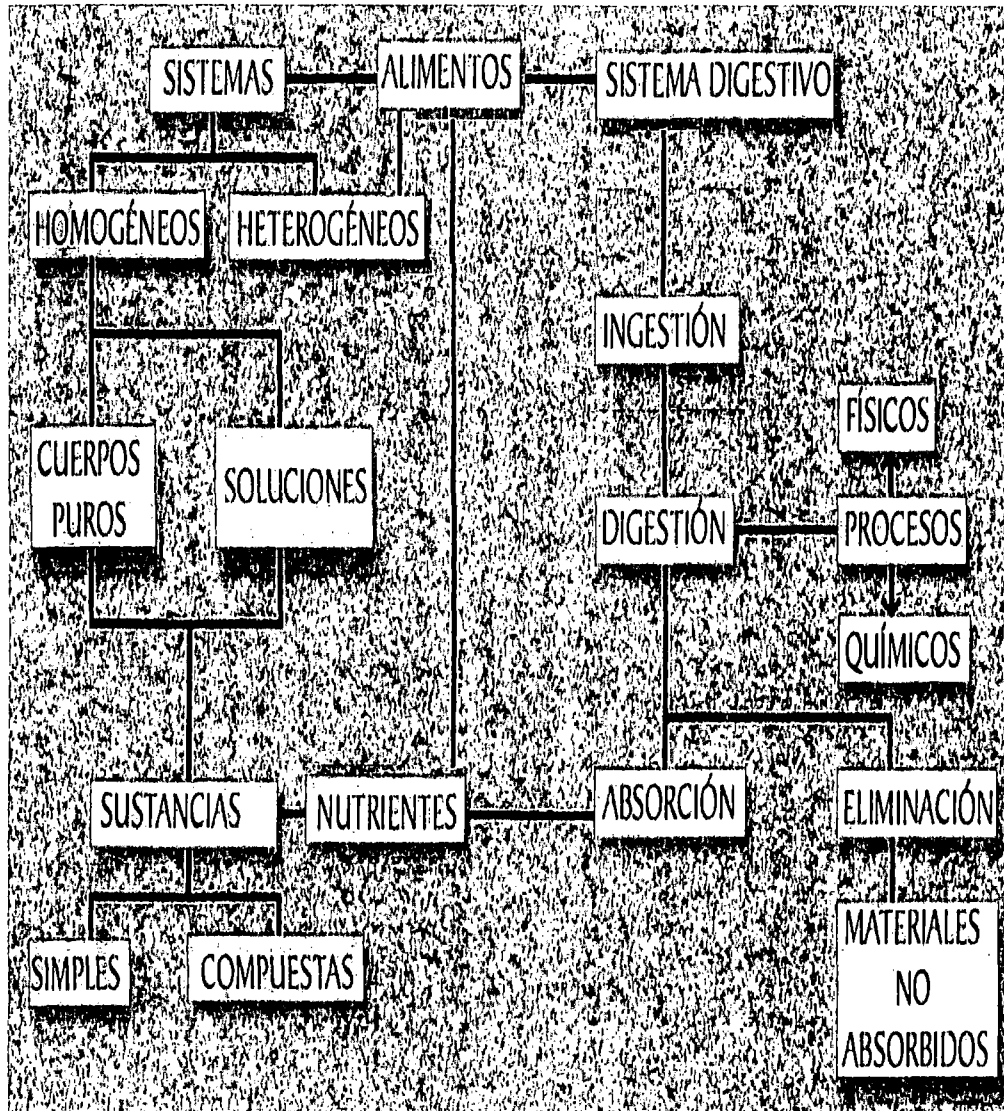 SISTEMAS
ALIMENTOS
SISTEMA DIGESTIVO
HOMOGÉNEOS
HETEROGÉNEOS
INGESTIÓN
FÍSICOS
CUERPOS
PUROS
SOLUCIONES
DIGESTIÓN
PROCESOS
QUÍMICOS
SUSTANCIAS
NUTRIENTES
ABSORCIÓN
ELIMINACIÓN
SIMPLES
COMPUESTAS
MATERIALES
NO
ABSORBIDOS